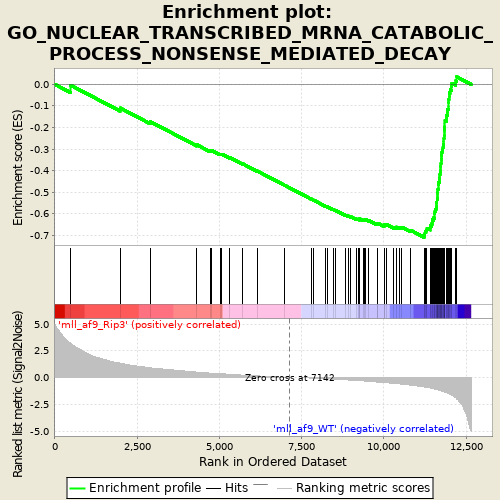 Enrichment plot:
GO_NUCLEAR_TRANSCRIBED_MRNA_CATABOLIC_
PROCESS_NONSENSE_MEDIATED_DECAY
Enrichment score (ES)
0.0
-0.1
-0.2
-0.3
-0.4
-0.5
-0.6
-0.7
Ranked list metric (Signal2Noise)
5.0
2.5
0.0
-2.5
-5.0
'mll_af9_Rip3' (positively correlated)
Zero cross at 7142
'mll_af9_WT' (negatively correlated)
0 2,500 5,000 7,500 10,000 12,500
Rank in Ordered Dataset
Enrichment profile Hits Ranking metric scores